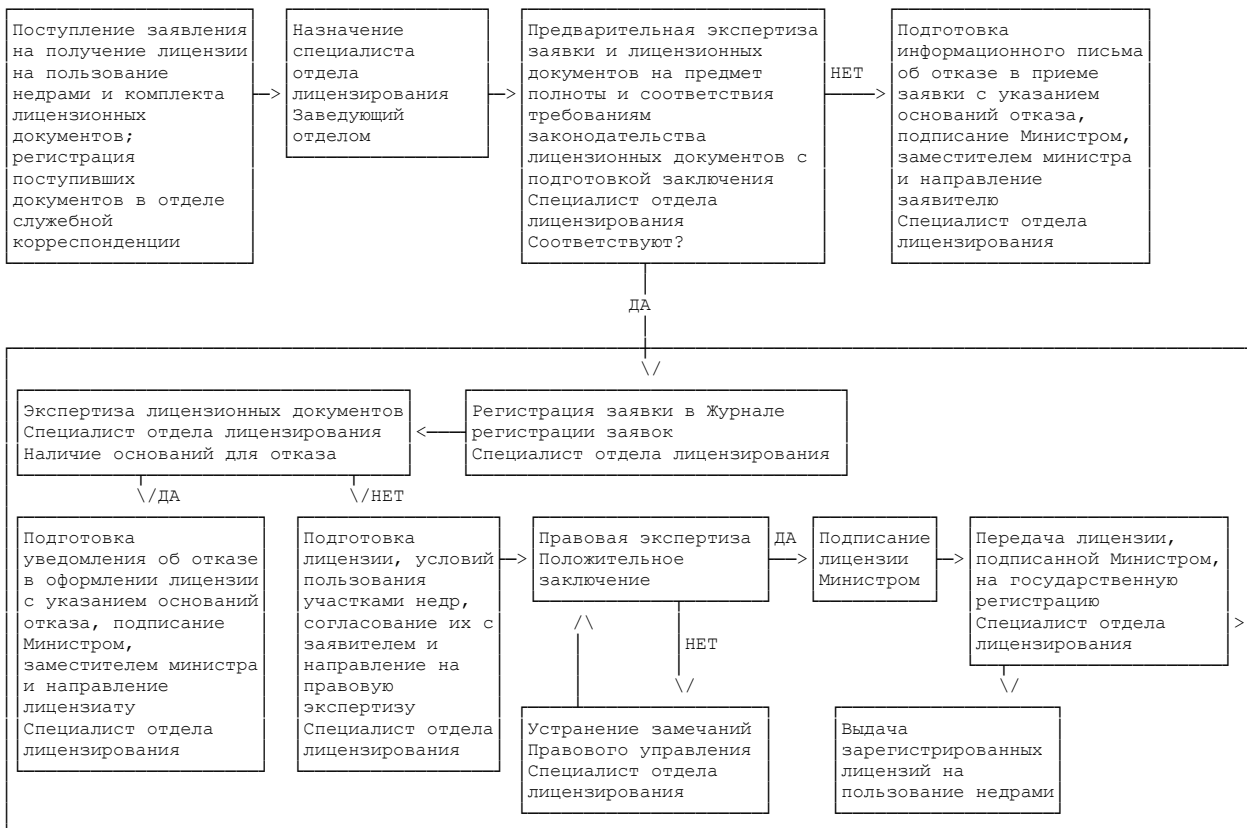 Поступление заявления
на получение лицензии
на пользование
недрами и комплекта
лицензионных
документов;
регистрация
поступивших
документов в отделе
служебной
корреспонденции
Назначение
специалиста
отдела
лицензирования
Заведующий
отделом
Предварительная экспертиза
заявки и лицензионных
документов на предмет
полноты и соответствия
требованиям
законодательства
лицензионных документов с
подготовкой заключения
Специалист отдела
лицензирования
Соответствуют?
НЕТ
Подготовка
информационного письма
об отказе в приеме
заявки с указанием
оснований отказа,
подписание Министром,
заместителем министра
и направление
заявителю
Специалист отдела
лицензирования
ДА
Экспертиза лицензионных документов
Специалист отдела лицензирования
Наличие оснований для отказа
Регистрация заявки в Журнале
регистрации заявок
Специалист отдела лицензирования
ДА
НЕТ
Подготовка
уведомления об отказе
в оформлении лицензии
с указанием оснований
отказа, подписание
Министром,
заместителем министра
и направление
лицензиату
Специалист отдела
лицензирования
Подготовка
лицензии, условий
пользования
участками недр,
согласование их с
заявителем и
направление на
правовую
экспертизу
Специалист отдела
лицензирования
Правовая экспертиза
Положительное
заключение
ДА
Подписание
лицензии
Министром
Передача лицензии,
подписанной Министром,
на государственную
регистрацию
Специалист отдела
лицензирования
НЕТ
Устранение замечаний
Правового управления
Специалист отдела
лицензирования
Выдача
зарегистрированных
лицензий на
пользование недрами